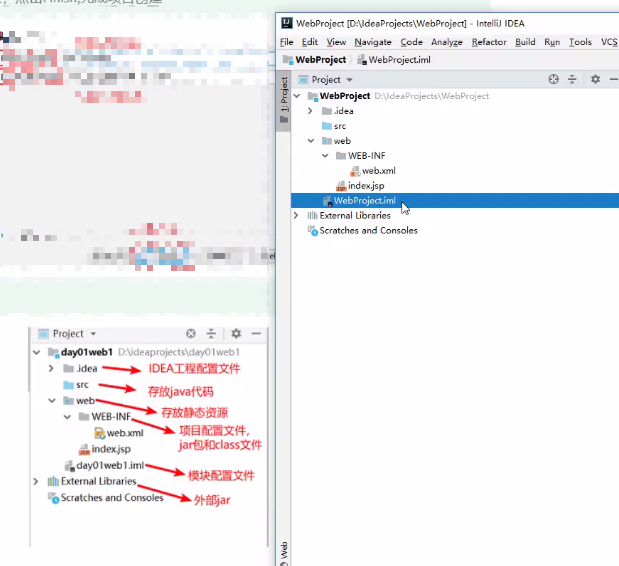 点击Finish,完成项目创建
WebProject [D:\IdeaProjects\WebProject] - IntelliJ IDEA
File Edit View Navigate Code Analyze Refactor Build Run Tools VCS
WebProject WebProject.iml
1: Project
Project
WebProject D:\IdeaProjects\WebProject
.idea
src
web
WEB-INF
web.xml
index.jsp
WebProject.iml
External Libraries
Scratches and Consoles
Web
Project
day01web1 D:\ideaprojects\day01web1
.idea IDEA工程配置文件
src 存放java代码
web 存放静态资源
WEB-INF 项目配置文件,
web.xml jar包和class文件
index.jsp
day01web1.iml 模块配置文件
External Libraries
Scratches and Consoles 外部jar